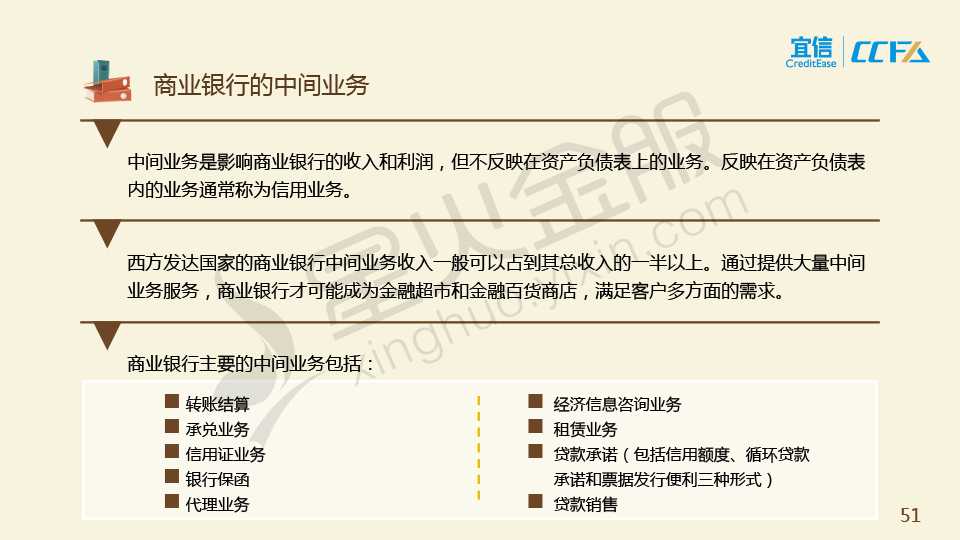 宜信
CreditEase
CCFA
商业银行的中间业务
中间业务是影响商业银行的收入和利润，但不反映在资产负债表上的业务。反映在资产负债表
内的业务通常称为信用业务。
西方发达国家的商业银行中间业务收入一般可以占到其总收入的一半以上。通过提供大量中间
业务服务，商业银行才可能成为金融超市和金融百货商店，满足客户多方面的需求。
商业银行主要的中间业务包括：
转账结算
承兑业务
信用证业务
银行保函
代理业务
经济信息咨询业务
租赁业务
贷款承诺（包括信用额度、循环贷款
承诺和票据发行便利三种形式）
贷款销售
星火金服
xinghuo.yixin.com
51